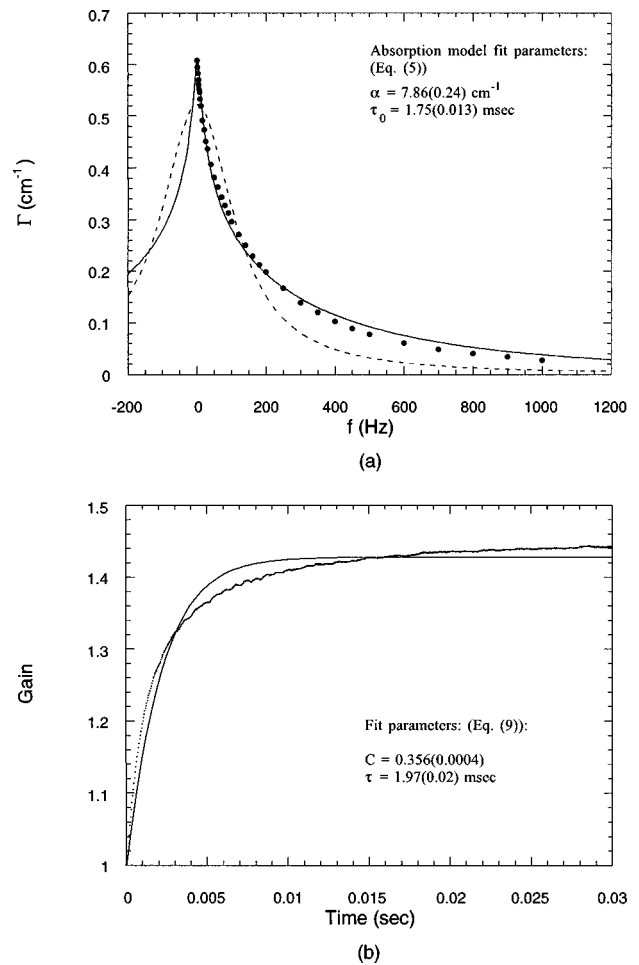 0.7
0.6
0.5
0.4
0.3
0.2
0.1
0
Γ (cm⁻¹)
Absorption model fit parameters:
(Eq. (5))
α = 7.86(0.24) cm⁻¹
τ₀ = 1.75(0.013) msec
-200 0 200 400 600 800 1000 1200
f (Hz)
(a)
1.5
1.4
1.3
1.2
1.1
1
Gain
Fit parameters: (Eq. (9)):
C = 0.356(0.0004)
τ = 1.97(0.02) msec
0 0.005 0.01 0.015 0.02 0.025 0.03
Time (sec)
(b)